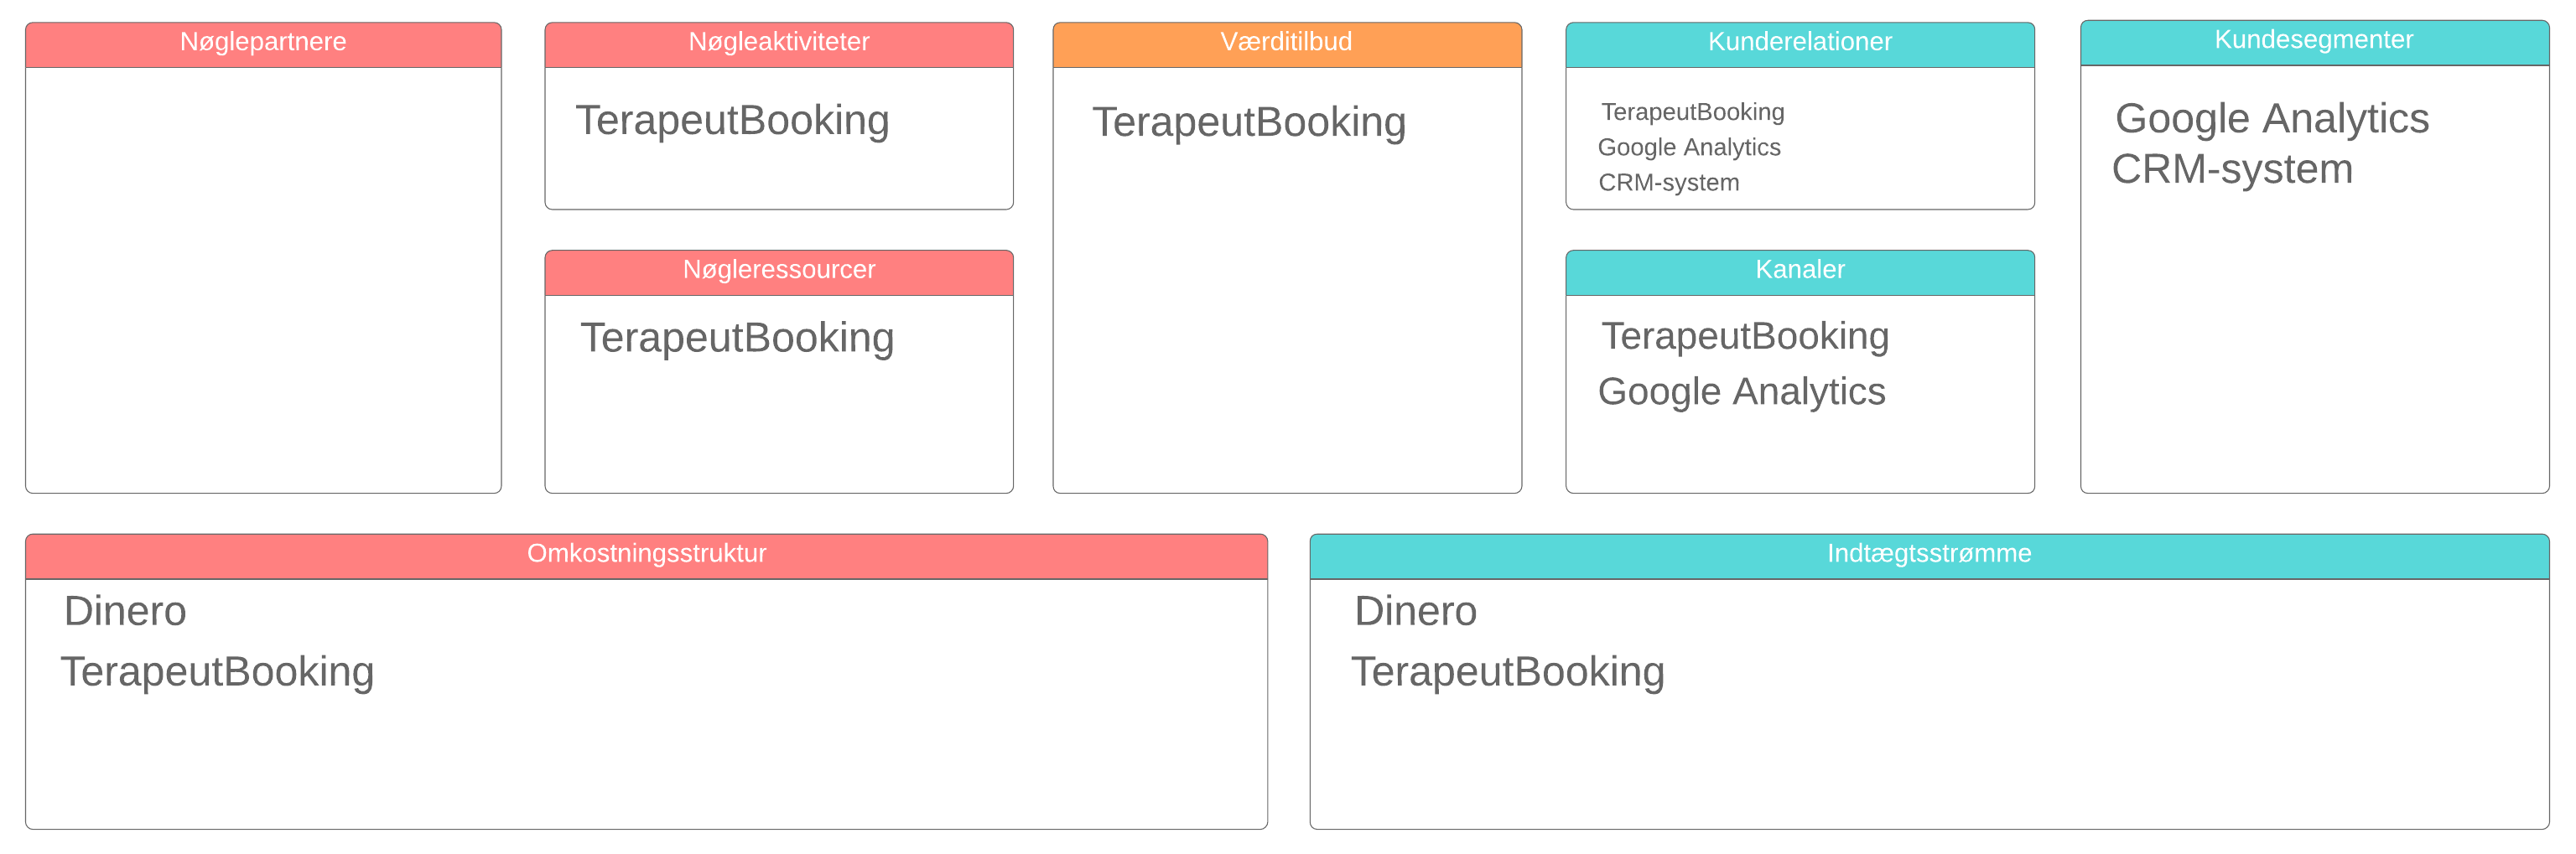 Nøglepartnere
Nøgleaktiviteter
TerapeutBooking
Nøgleressourcer
TerapeutBooking
Værditilbud
TerapeutBooking
Kunderelationer
TerapeutBooking
Google Analytics
CRM-system
Kanaler
TerapeutBooking
Google Analytics
Kundesegmenter
Google Analytics
CRM-system
Omkostningsstruktur
Dinero
TerapeutBooking
Indtægtsstrømme
Dinero
TerapeutBooking